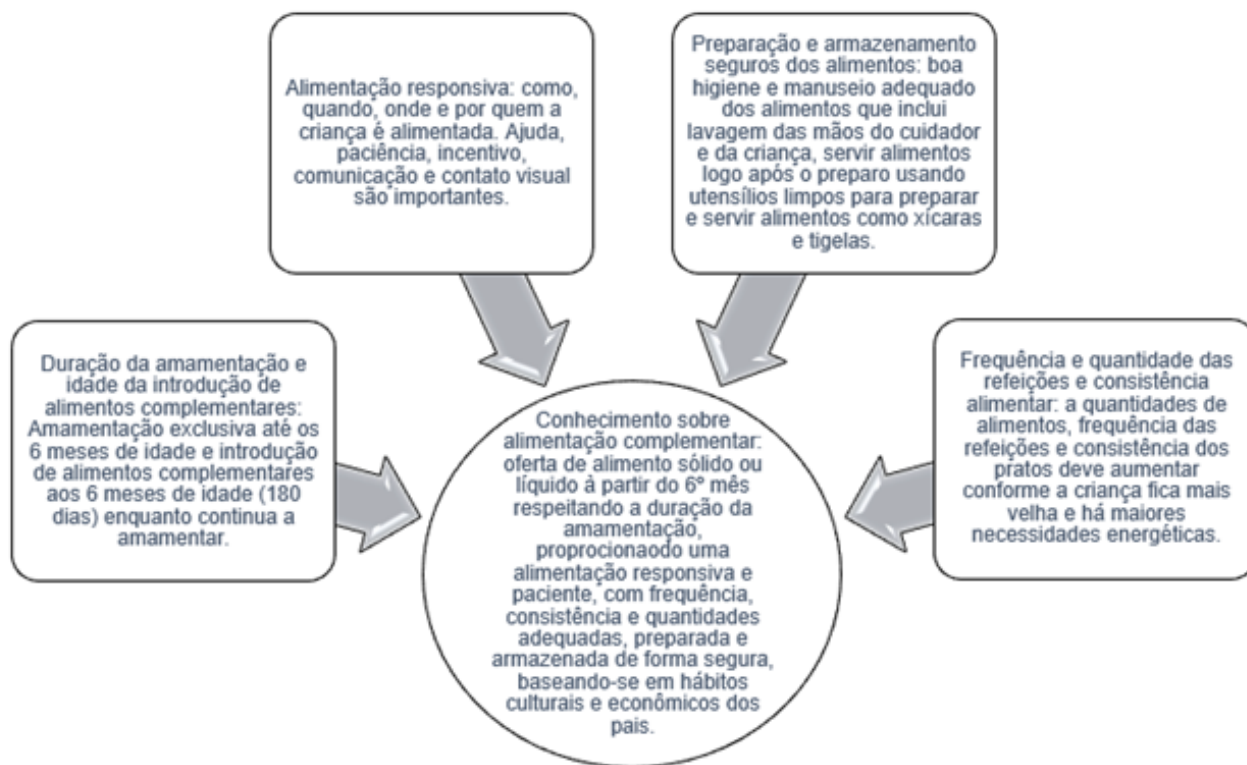 Alimentação responsiva: como,
quando, onde e por quem a
criança é alimentada. Ajuda,
paciência, incentivo,
comunicação e contato visual
são importantes.
Preparação e armazenamento
seguros dos alimentos: boa
higiene e manuseio adequado
dos alimentos que inclui
lavagem das mãos do cuidador
e da criança, servir alimentos
logo após o preparo usando
utensílios limpos para preparar
e servir alimentos como xícaras
e tigelas.
Duração da amamentação e
idade da introdução de
alimentos complementares:
Amamentação exclusiva até os
6 meses de idade e introdução
de alimentos complementares
aos 6 meses de idade (180
dias) enquanto continua a
amamentar.
Frequência e quantidade das
refeições e consistência
alimentar: a quantidades de
alimentos, frequência das
refeições e consistência dos
pratos deve aumentar
conforme a criança fica mais
velha e há maiores
necessidades energéticas.
Conhecimento sobre
alimentação complementar:
oferta de alimento sólido ou
líquido à partir do 6º mês
respeitando a duração da
amamentação,
proprocionaodo uma
alimentação responsiva e
paciente, com frequência,
consistência e quantidades
adequadas, preparada e
armazenada de forma segura,
baseando-se em hábitos
culturais e econômicos dos
pais.